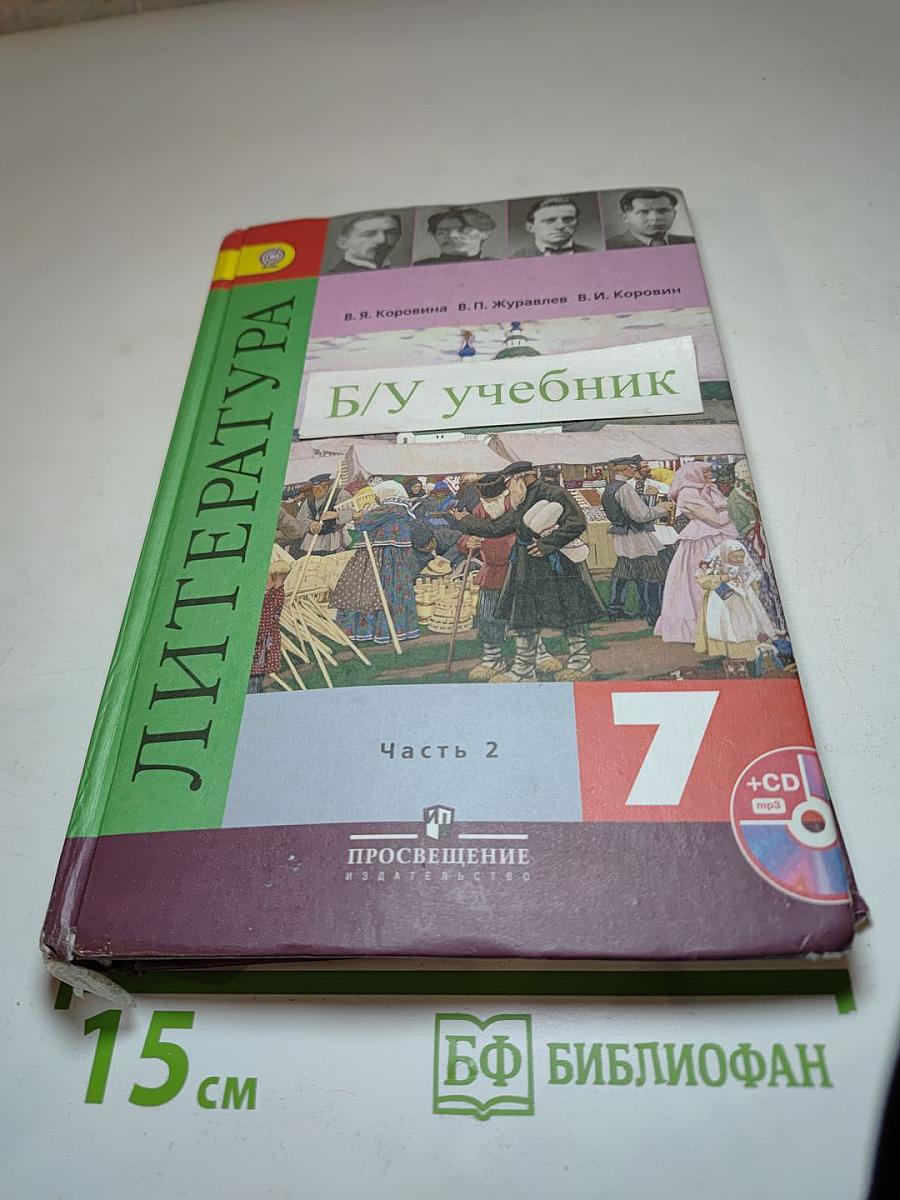 В. Я. Коровина В. П. Журавлев В. И. Коровин
ЛИТЕРАТУРА
Б/У учебник
Часть 2
7
+CD
mp3
ПРОСВЕЩЕНИЕ
ИЗДАТЕЛЬСТВО
15 см
БФ БИБЛИОФАН